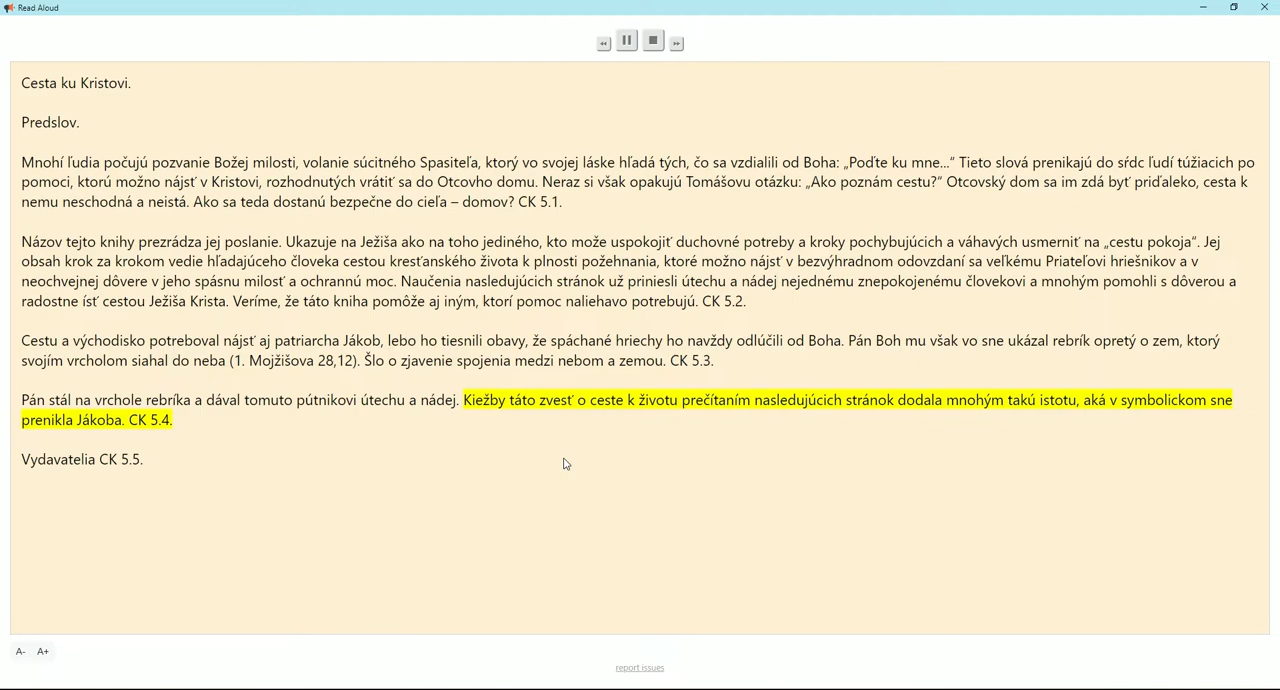 Read Aloud
Cesta ku Kristovi.
Predslov.
Mnohí ľudia počujú pozvanie Božej milosti, volanie súcitného Spasiteľa, ktorý vo svojej láske hľadá tých, čo sa vzdialili od Boha: „Poďte ku mne...“ Tieto slová prenikajú do sŕdc ľudí túžiacich po
pomoci, ktorú možno nájsť v Kristovi, rozhodnutých vrátiť sa do Otcovho domu. Neraz si však opakujú Tomášovu otázku: „Ako poznám cestu?“ Otcovský dom sa im zdá byť priďaleko, cesta k
nemu neschodná a neistá. Ako sa teda dostanú bezpečne do cieľa – domov? CK 5.1.
Názov tejto knihy prezrádza jej poslanie. Ukazuje na Ježiša ako na toho jediného, kto može uspokojiť duchovné potreby a kroky pochybujúcich a váhavých usmerniť na „cestu pokoja“. Jej
obsah krok za krokom vedie hľadajúceho človeka cestou kresťanského života k plnosti požehnania, ktoré možno nájsť v bezvýhradnom odovzdaní sa veľkému Priateľovi hriešnikov a v
neochvejnej dôvere v jeho spásnu milosť a ochrannú moc. Naučenia nasledujúcich stránok už priniesli útechu a nádej nejednému znepokojenému človekovi a mnohým pomohli s dôverou a
radostne ísť cestou Ježiša Krista. Veríme, že táto kniha pomôže aj iným, ktorí pomoc naliehavo potrebujú. CK 5.2.
Cestu a východisko potreboval nájsť aj patriarcha Jákob, lebo ho tiesnili obavy, že spáchané hriechy ho navždy odlúčili od Boha. Pán Boh mu však vo sne ukázal rebrík opretý o zem, ktorý
svojím vrcholom siahal do neba (1. Mojžišova 28,12). Šlo o zjavenie spojenia medzi nebom a zemou. CK 5.3.
Pán stál na vrchole rebríka a dával tomuto pútnikovi útechu a nádej. Kiežby táto zvesť o ceste k životu prečítaním nasledujúcich stránok dodala mnohým takú istotu, aká v symbolickom sne
prenikla Jákoba. CK 5.4.
Vydavatelia CK 5.5.
A- A+
report issues